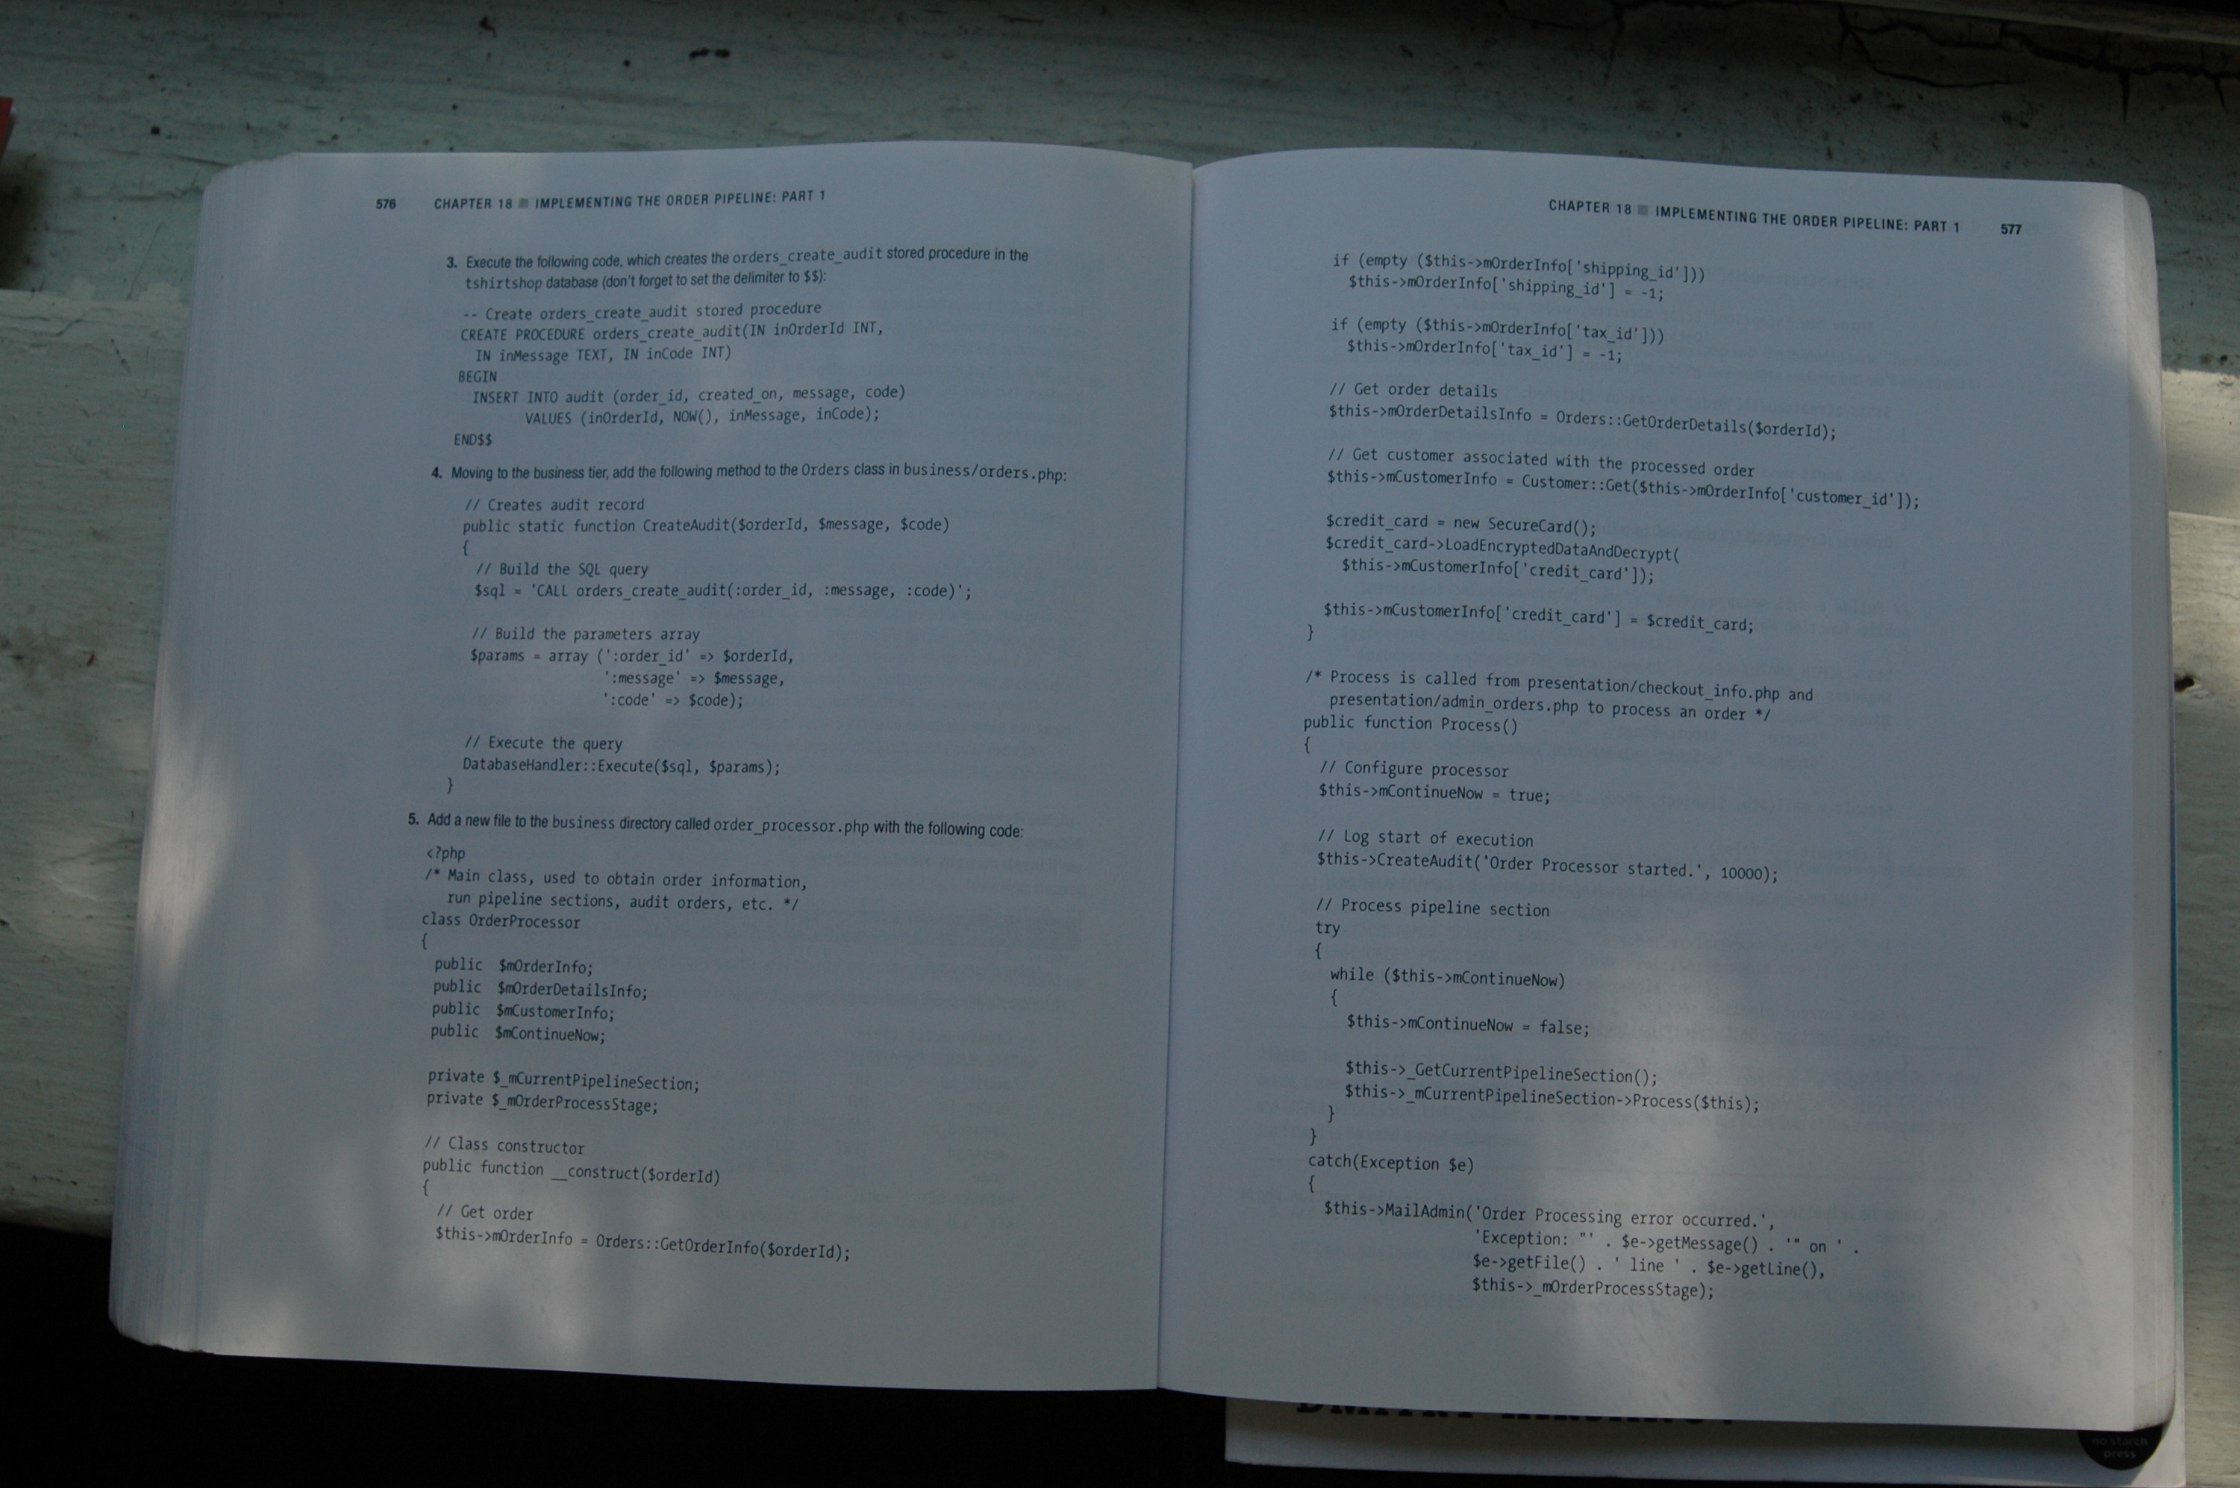 576 CHAPTER 18 ■ IMPLEMENTING THE ORDER PIPELINE: PART 1
3. Execute the following code, which creates the orders_create_audit stored procedure in the
tshirtshop database (don't forget to set the delimiter to $$):
-- Create orders_create_audit stored procedure
CREATE PROCEDURE orders_create_audit(IN inOrderId INT,
IN inMessage TEXT, IN inCode INT)
BEGIN
INSERT INTO audit (order_id, created_on, message, code)
VALUES (inOrderId, NOW(), inMessage, inCode);
END$$
4. Moving to the business tier, add the following method to the Orders class in business/orders.php:
// Creates audit record
public static function CreateAudit($orderId, $message, $code)
{
// Build the SQL query
$sql = 'CALL orders_create_audit(:order_id, :message, :code)';
// Build the parameters array
$params = array (':order_id' => $orderId,
':message' => $message,
':code' => $code);
// Execute the query
DatabaseHandler::Execute($sql, $params);
}
5. Add a new file to the business directory called order_processor.php with the following code:
<?php
/* Main class, used to obtain order information,
run pipeline sections, audit orders, etc. */
class OrderProcessor
{
public $mOrderInfo;
public $mOrderDetailsInfo;
public $mCustomerInfo;
public $mContinueNow;
private $_mCurrentPipelineSection;
private $_mOrderProcessStage;
// Class constructor
public function __construct($orderId)
{
// Get order
$this->mOrderInfo = Orders::GetOrderInfo($orderId);
CHAPTER 18 ■ IMPLEMENTING THE ORDER PIPELINE: PART 1 577
if (empty ($this->mOrderInfo['shipping_id']))
$this->mOrderInfo['shipping_id'] = -1;
if (empty ($this->mOrderInfo['tax_id']))
$this->mOrderInfo['tax_id'] = -1;
// Get order details
$this->mOrderDetailsInfo = Orders::GetOrderDetails($orderId);
// Get customer associated with the processed order
$this->mCustomerInfo = Customer::Get($this->mOrderInfo['customer_id']);
$credit_card = new SecureCard();
$credit_card->LoadEncryptedDataAndDecrypt(
$this->mCustomerInfo['credit_card']);
$this->mCustomerInfo['credit_card'] = $credit_card;
}
/* Process is called from presentation/checkout_info.php and
presentation/admin_orders.php to process an order */
public function Process()
{
// Configure processor
$this->mContinueNow = true;
// Log start of execution
$this->CreateAudit('Order Processor started.', 10000);
// Process pipeline section
try
{
while ($this->mContinueNow)
{
$this->mContinueNow = false;
$this->_GetCurrentPipelineSection();
$this->_mCurrentPipelineSection->Process($this);
}
}
catch(Exception $e)
{
$this->MailAdmin('Order Processing error occurred.',
'Exception: "' . $e->getMessage() . '" on ' .
$e->getFile() . ' line ' . $e->getLine(),
$this->_mOrderProcessStage);
no starch
press